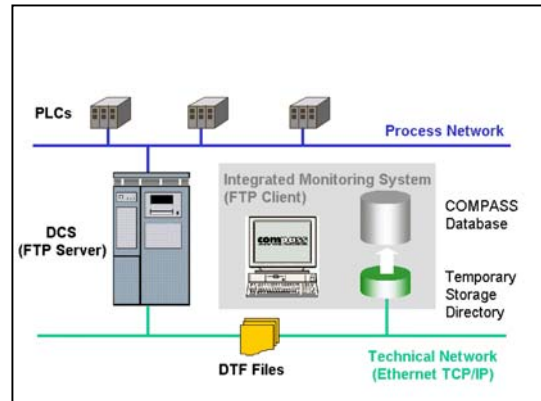 PLCs
Process Network
Integrated Monitoring System
(FTP Client)
DCS
(FTP Server)
compass
COMPASS
Database
Temporary
Storage
Directory
DTF Files
Technical Network
(Ethernet TCP/IP)